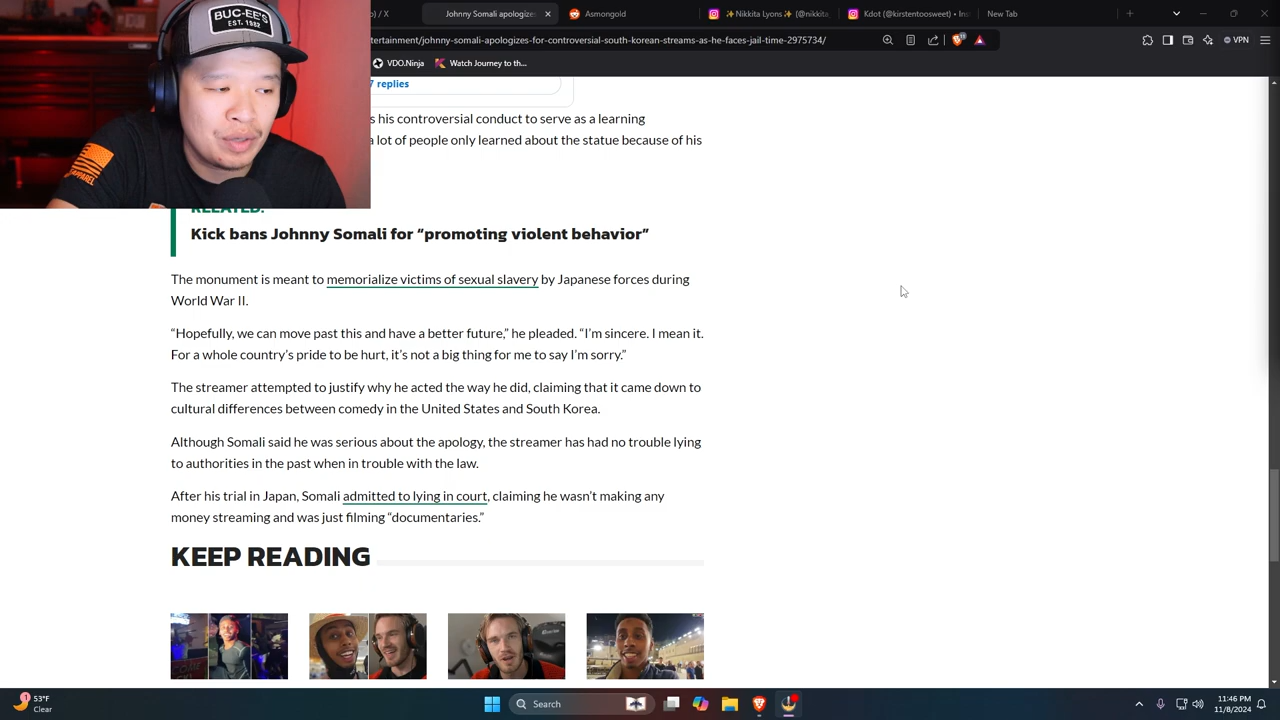 BUC-EE'S
EST. 1982
APPAREL
) / X
Johnny Somali apologize
Asmongold
✨ Nikkita Lyons ✨ (@nikkita
Kdot (@kirstentoosweet) • Ins
New Tab
tertainment/johnny-somali-apologizes-for-controversial-south-korean-streams-as-he-faces-jail-time-2975734/
VPN
VDO.Ninja
Watch Journey to th...
7 replies
s his controversial conduct to serve as a learning
a lot of people only learned about the statue because of his
RELATED:
Kick bans Johnny Somali for “promoting violent behavior”
The monument is meant to memorialize victims of sexual slavery by Japanese forces during
World War II.
“Hopefully, we can move past this and have a better future,” he pleaded. “I’m sincere. I mean it.
For a whole country’s pride to be hurt, it’s not a big thing for me to say I’m sorry.”
The streamer attempted to justify why he acted the way he did, claiming that it came down to
cultural differences between comedy in the United States and South Korea.
Although Somali said he was serious about the apology, the streamer has had no trouble lying
to authorities in the past when in trouble with the law.
After his trial in Japan, Somali admitted to lying in court, claiming he wasn’t making any
money streaming and was just filming “documentaries.”
KEEP READING
1
53°F
Clear
Search
11:46 PM
11/8/2024